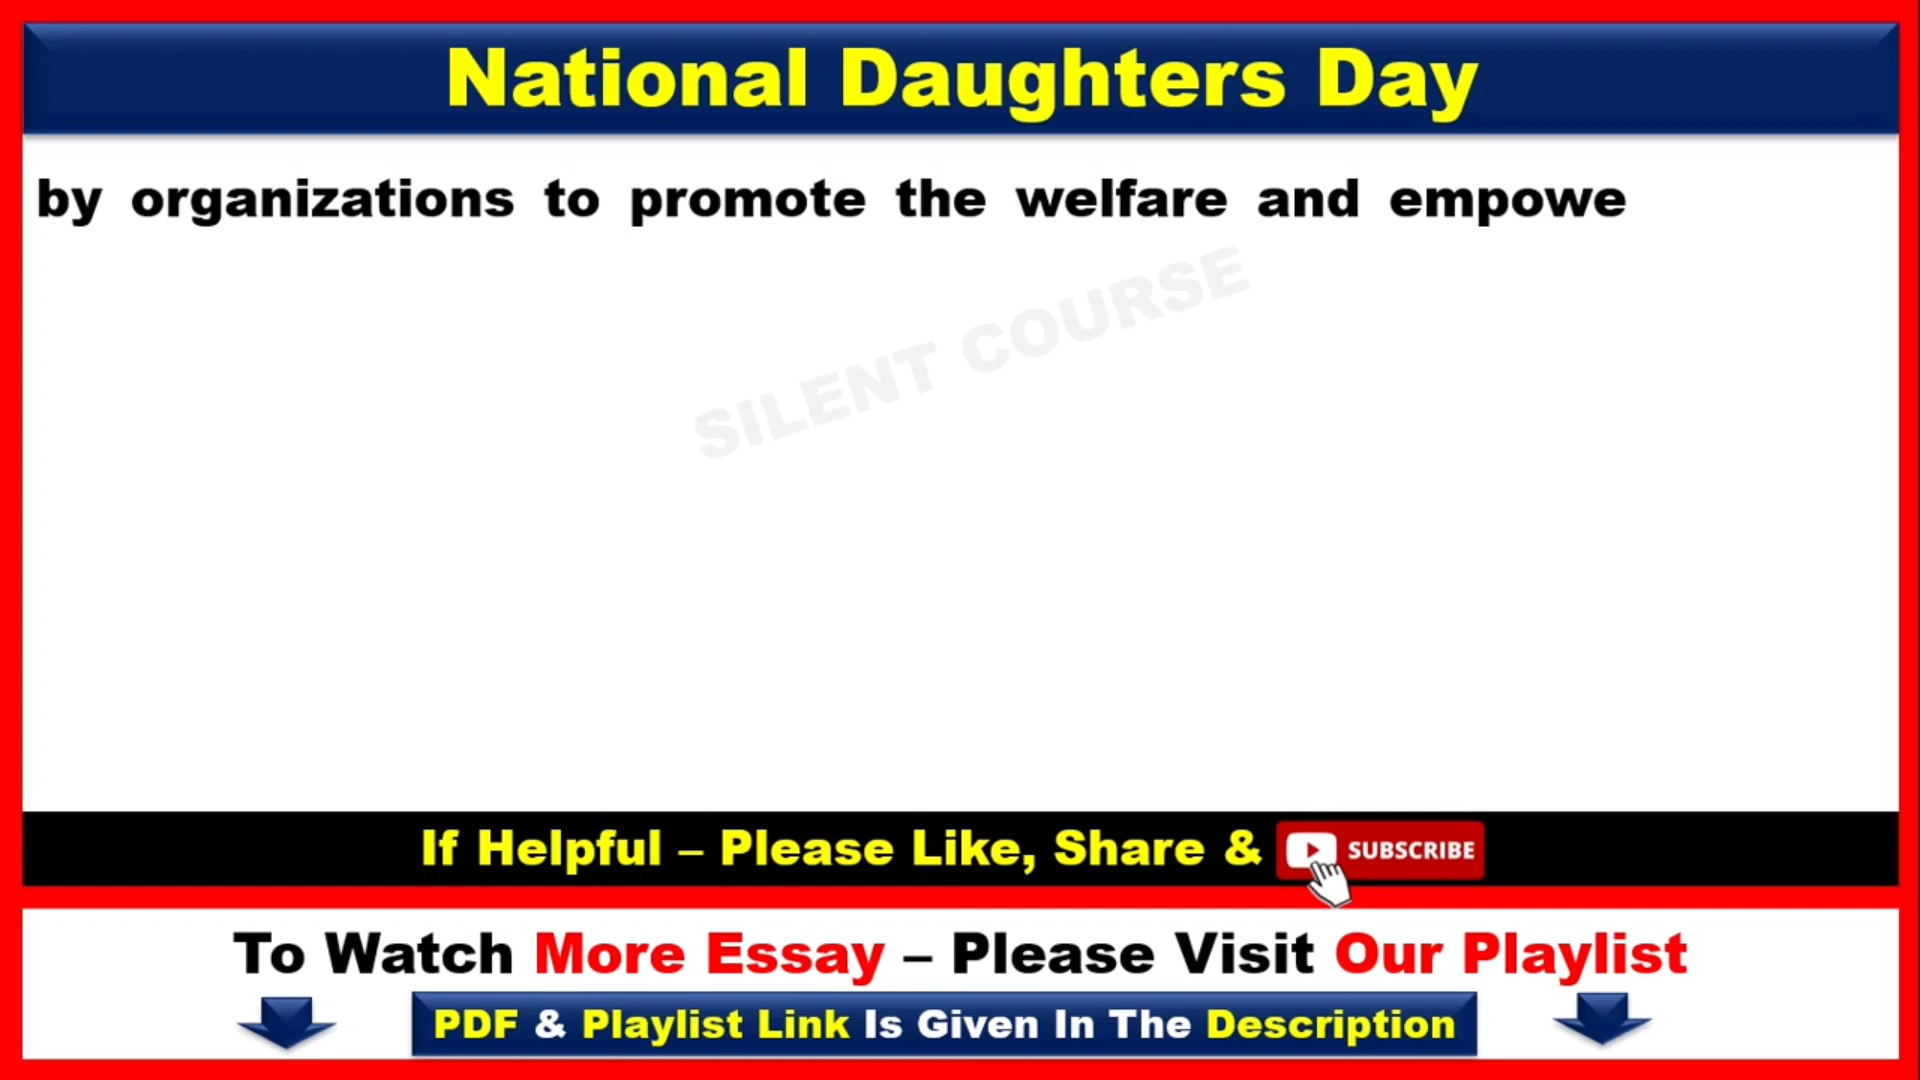 National Daughters Day
by organizations to promote the welfare and empowe
SILENT COURSE
If Helpful – Please Like, Share & SUBSCRIBE
To Watch More Essay – Please Visit Our Playlist
PDF & Playlist Link Is Given In The Description